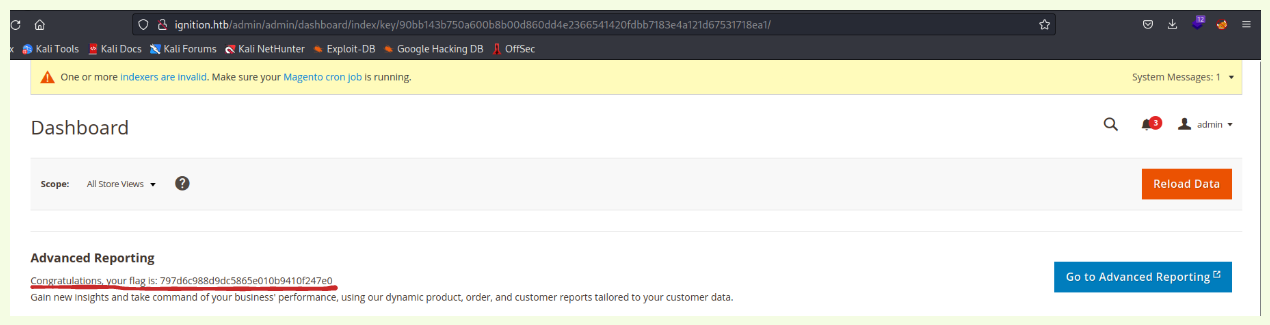 ignition.htb/admin/admin/dashboard/index/key/90bb143b750a600b8b00d860dd4e2366541420fdbb7183e4a121d67531718ea1/
12
x Kali Tools Kali Docs Kali Forums Kali NetHunter Exploit-DB Google Hacking DB OffSec
One or more indexers are invalid. Make sure your Magento cron job is running. System Messages: 1
Dashboard
3 admin
Scope: All Store Views ? Reload Data
Advanced Reporting
Congratulations, your flag is: 797d6c988d9dc5865e010b9410f247e0
Go to Advanced Reporting
Gain new insights and take command of your business' performance, using our dynamic product, order, and customer reports tailored to your customer data.